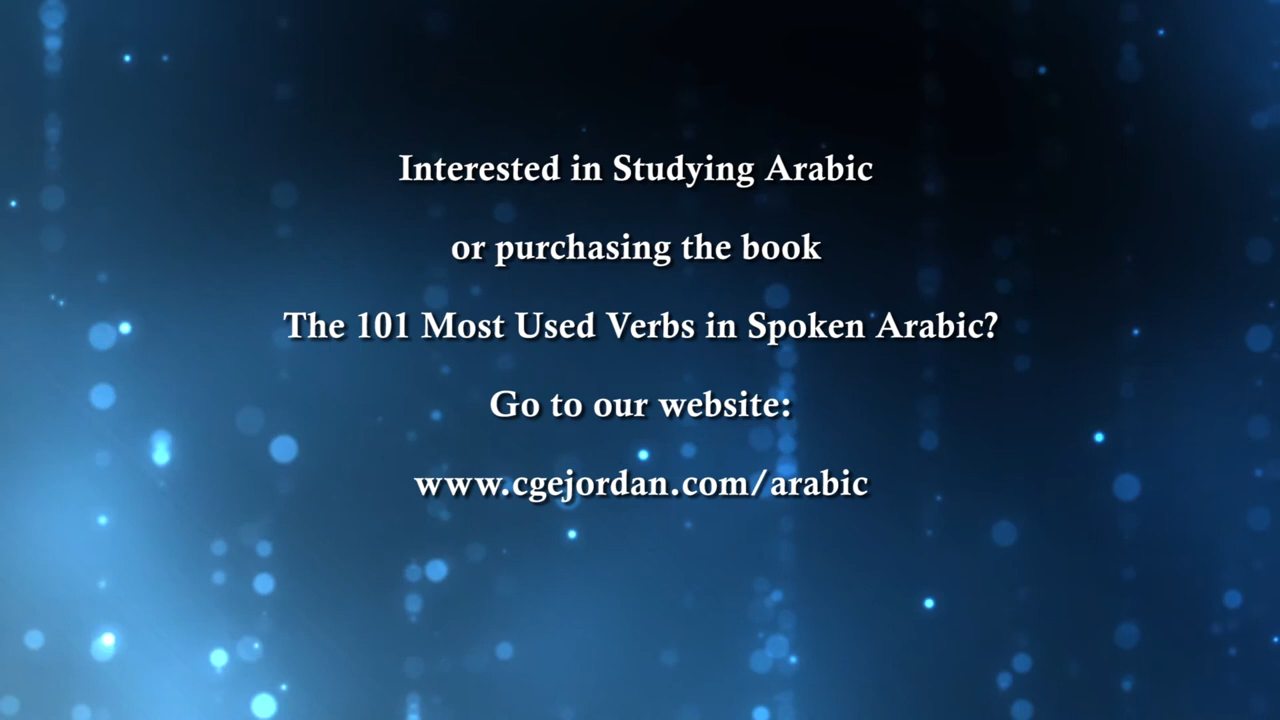 Interested in Studying Arabic
or purchasing the book
The 101 Most Used Verbs in Spoken Arabic?
Go to our website:
www.cgejordan.com/arabic